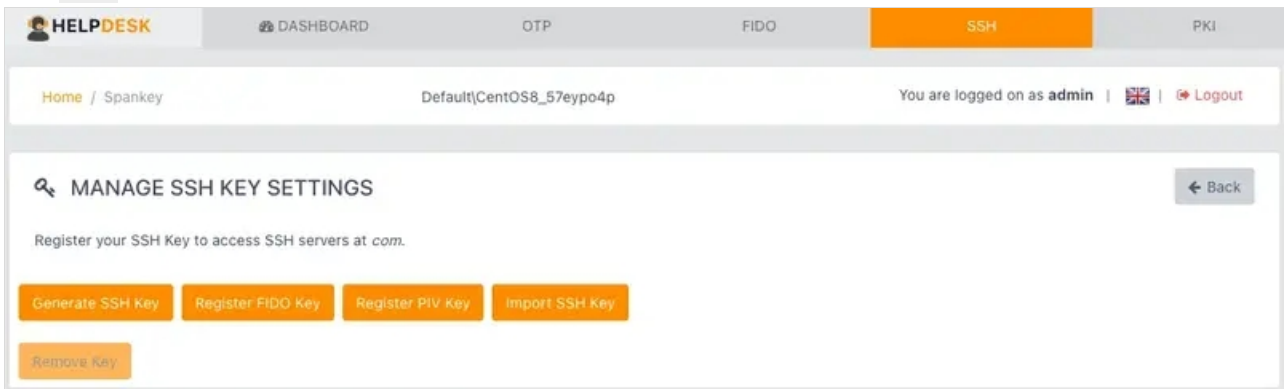 HELPDESK
DASHBOARD
OTP
FIDO
SSH
PKI
Home / Spankey
Default\CentOS8_57eypo4p
You are logged on as admin | | Logout
MANAGE SSH KEY SETTINGS
Back
Register your SSH Key to access SSH servers at com.
Generate SSH Key
Register FIDO Key
Register PIV Key
Import SSH Key
Remove Key